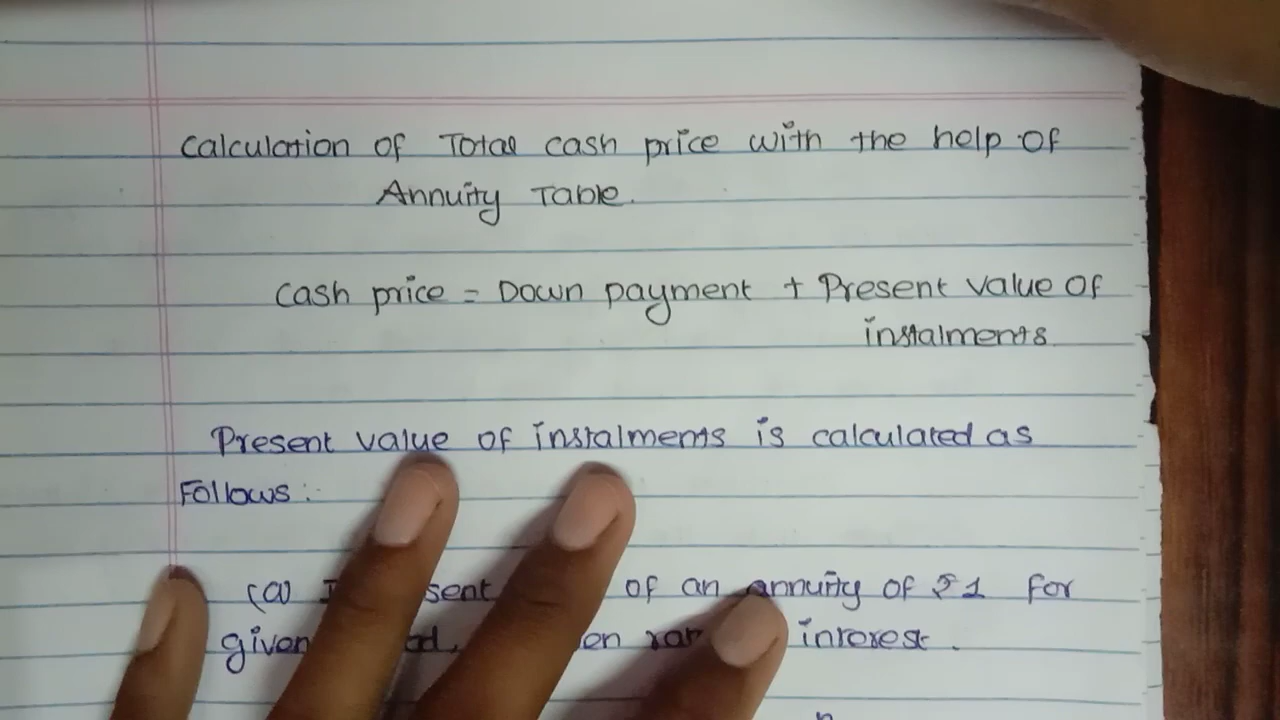 Calculation of Total cash price with the help of
Annuity Table.
Cash price = Down payment + Present value of
instalments
Present value of instalments is calculated as
Follows :-
(a) of an annuity of ₹1 for
given interest.